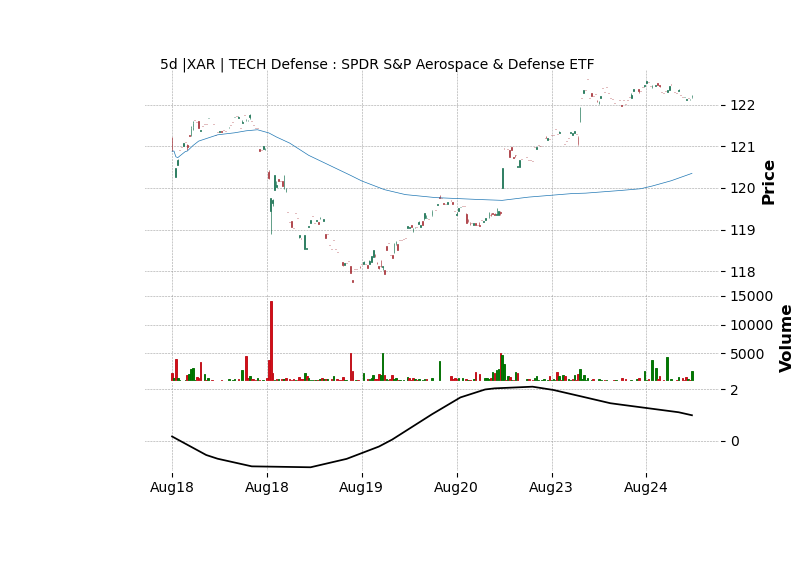 5d |XAR | TECH Defense : SPDR S&P Aerospace & Defense ETF
122
121
120
119
118
Price
15000
10000
5000
Volume
2
0
Aug18 Aug18 Aug19 Aug20 Aug23 Aug24